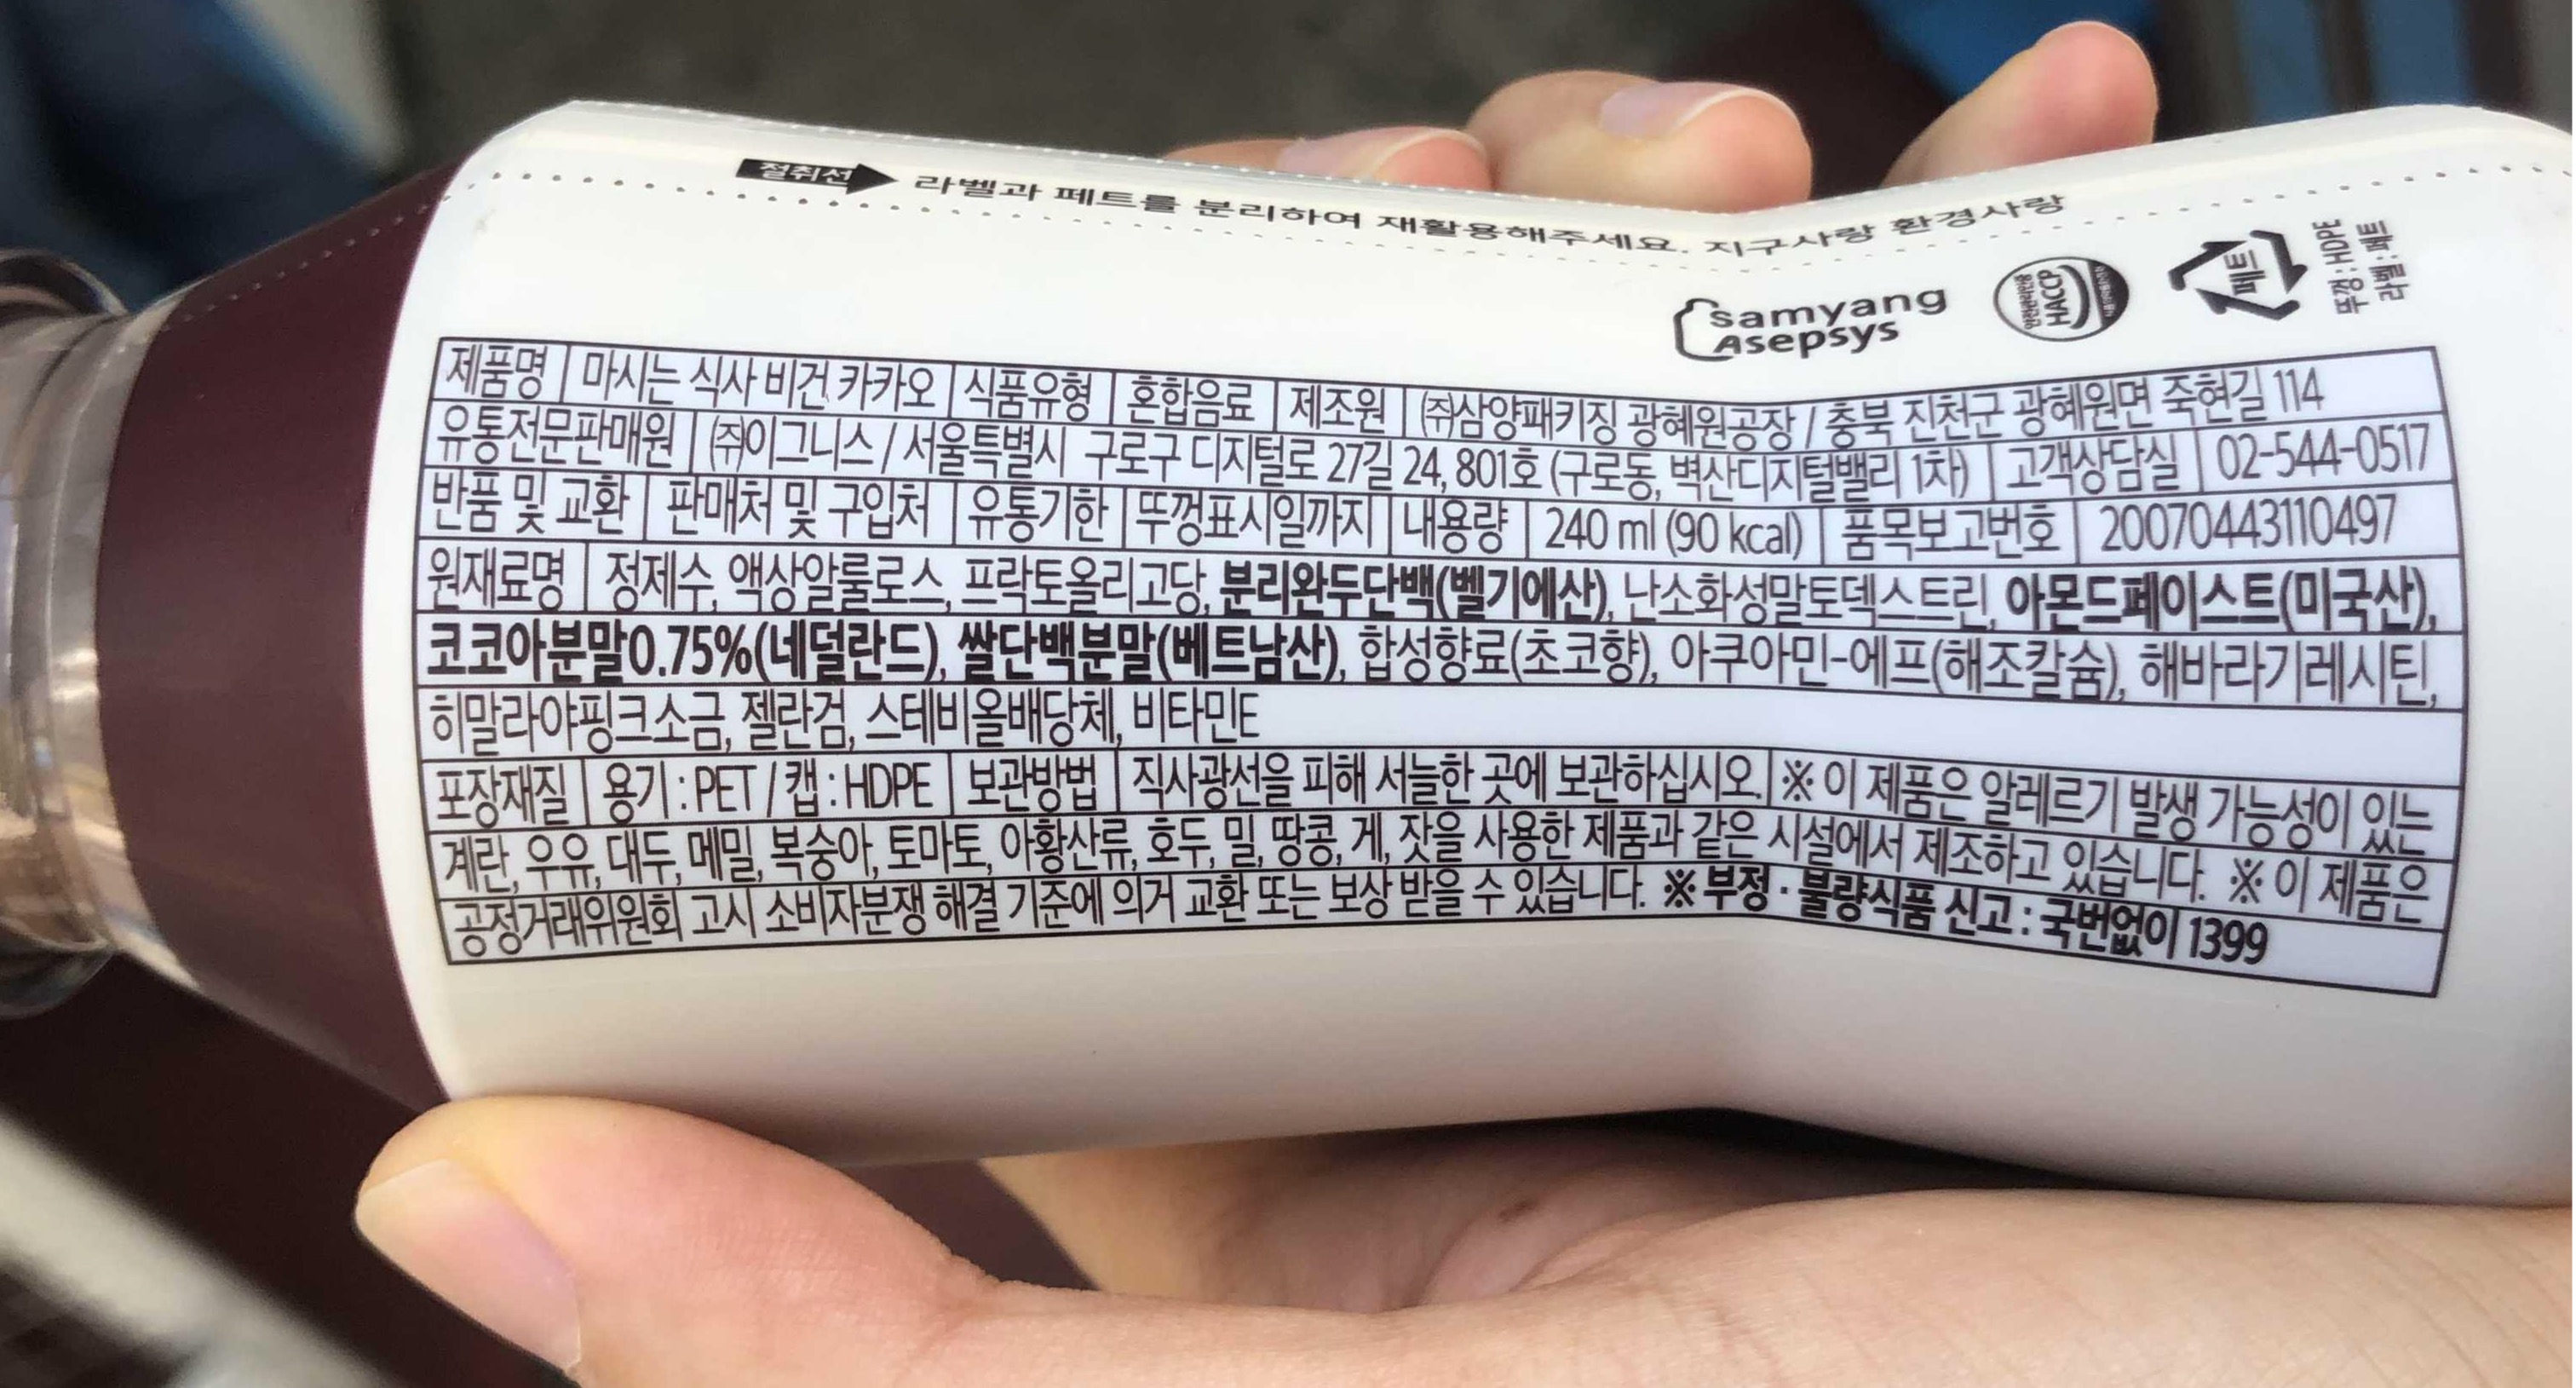 절취선 라벨과 페트를 분리하여 재활용해주세요. 지구사랑 환경사랑
samyang
Asepsys
HACCP
페트
뚜껑 : HDPE
라벨 : 페트
제품명 마시는 식사 비건 카카오 식품유형 혼합음료 제조원 ㈜삼양패키징 광혜원공장 / 충북 진천군 광혜원면 죽현길 114
유통전문판매원 ㈜이그니스 / 서울특별시 구로구 디지털로 27길 24, 801호 (구로동, 벽산디지털밸리 1차) 고객상담실 02-544-0517
반품 및 교환 판매처 및 구입처 유통기한 뚜껑표시일까지 내용량 240 ml (90 kcal) 품목보고번호 20070443110497
원재료명 정제수, 액상알룰로스, 프락토올리고당, 분리완두단백(벨기에산), 난소화성말토덱스트린, 아몬드페이스트(미국산),
코코아분말0.75%(네덜란드), 쌀단백분말(베트남산), 합성향료(초코향), 아쿠아민-에프(해조칼슘), 해바라기레시틴,
히말라야핑크소금, 젤란검, 스테비올배당체, 비타민E
포장재질 용기 : PET / 캡 : HDPE 보관방법 직사광선을 피해 서늘한 곳에 보관하십시오. ※ 이 제품은 알레르기 발생 가능성이 있는
계란, 우유, 대두, 메밀, 복숭아, 토마토, 아황산류, 호두, 밀, 땅콩, 게, 잣을 사용한 제품과 같은 시설에서 제조하고 있습니다. ※ 이 제품은
공정거래위원회 고시 소비자분쟁 해결 기준에 의거 교환 또는 보상 받을 수 있습니다. ※ 부정 · 불량식품 신고 : 국번없이 1399